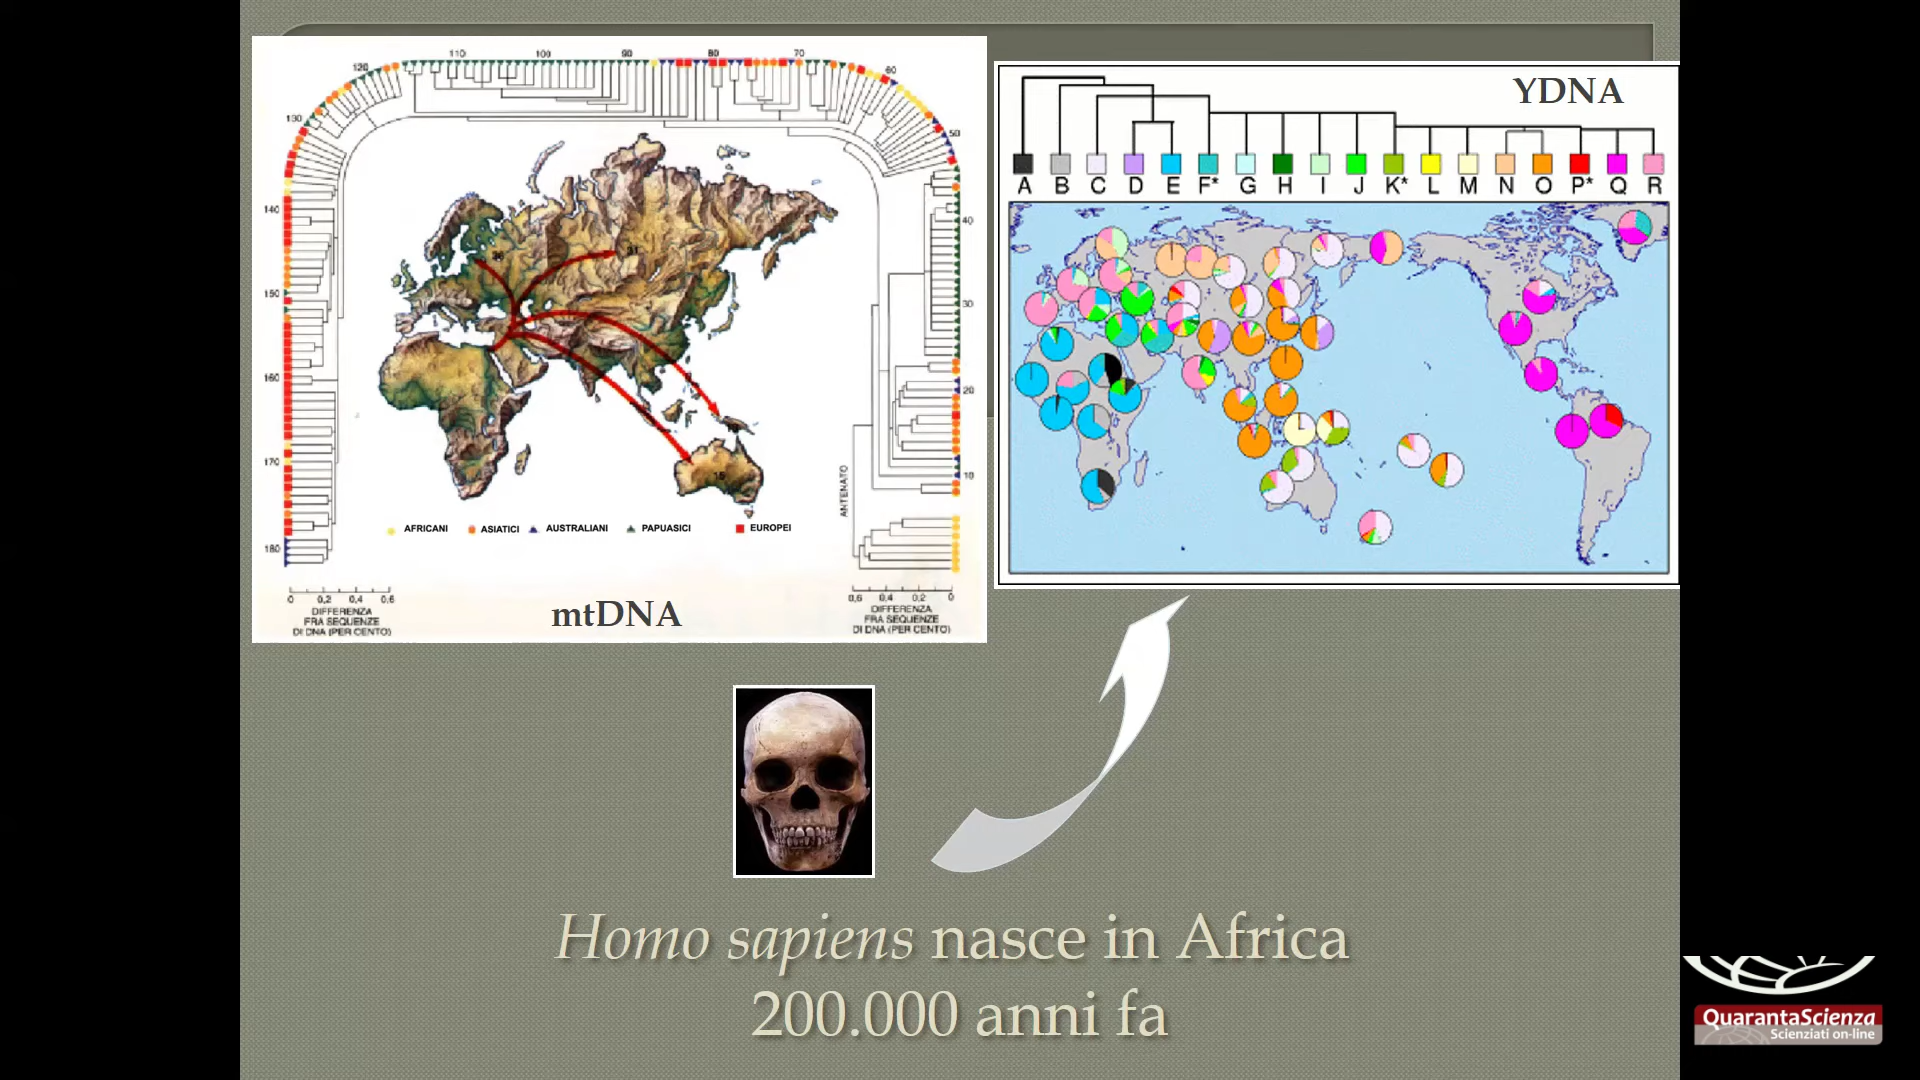 110
100
90
80
70
120
60
130
50
140
40
150
30
160
20
170
10
180
36
31
15
ANTENATO
AFRICANI
ASIATICI
AUSTRALIANI
PAPUASICI
EUROPEI
0 0,2 0,4 0,6
DIFFERENZA
FRA SEQUENZE
DI DNA (PER CENTO)
mtDNA
0,6 0,4 0,2 0
DIFFERENZA
FRA SEQUENZE
DI DNA (PER CENTO)
YDNA
A B C D E F* G H I J K* L M N O P* Q R
Homo sapiens nasce in Africa
200.000 anni fa
QuarantaScienza
Scienziati on-line